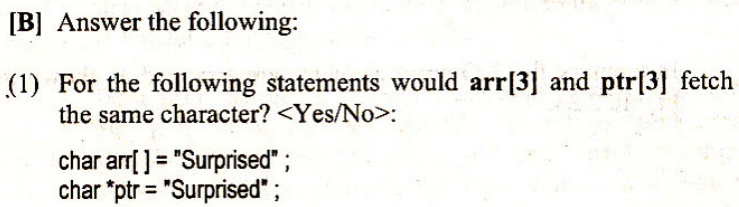 [B] Answer the following:
(1) For the following statements would arr[3] and ptr[3] fetch
the same character? <Yes/No>:
char arr[ ] = "Surprised" ;
char *ptr = "Surprised" ;